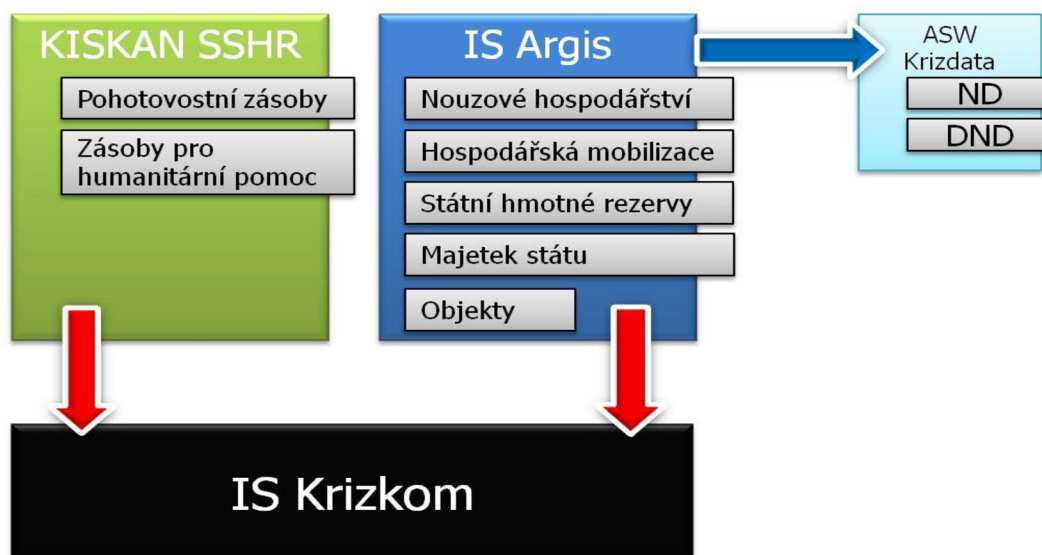 KISKAN SSHR
Pohotovostní zásoby
Zásoby pro
humanitární pomoc
IS Argis
Nouzové hospodářství
Hospodářská mobilizace
Státní hmotné rezervy
Majetek státu
Objekty
ASW
Krizdata
ND
DND
IS Krizkom